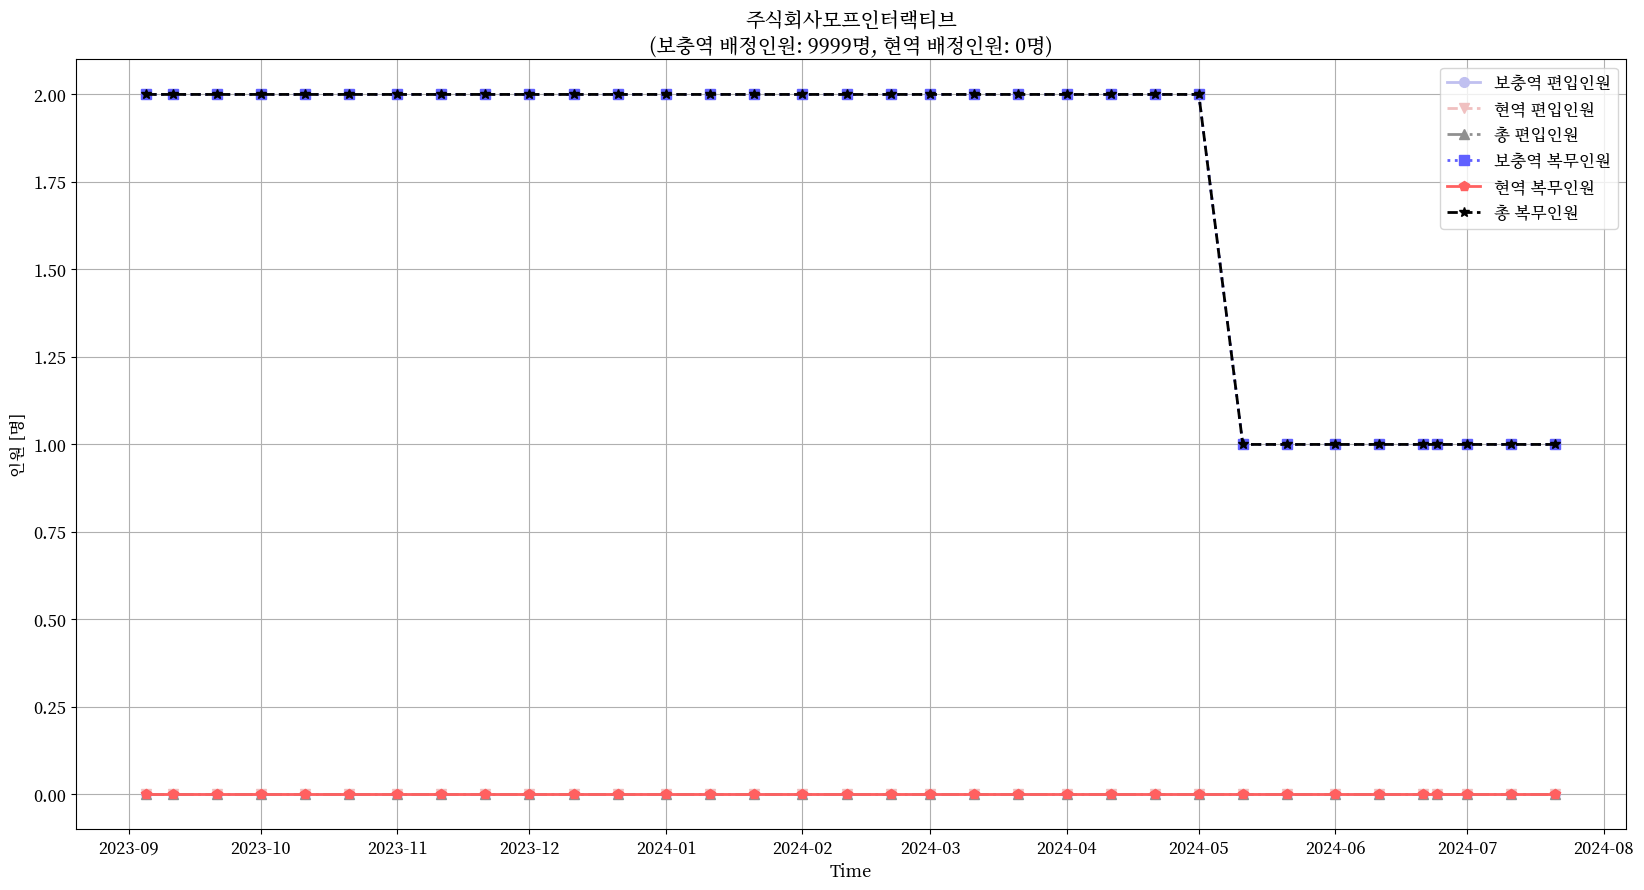 주식회사모프인터랙티브
(보충역 배정인원: 9999명, 현역 배정인원: 0명)
보충역 편입인원
현역 편입인원
총 편입인원
보충역 복무인원
현역 복무인원
총 복무인원
인원 [명]
2.00
1.75
1.50
1.25
1.00
0.75
0.50
0.25
0.00
2023-09
2023-10
2023-11
2023-12
2024-01
2024-02
2024-03
2024-04
2024-05
2024-06
2024-07
2024-08
Time